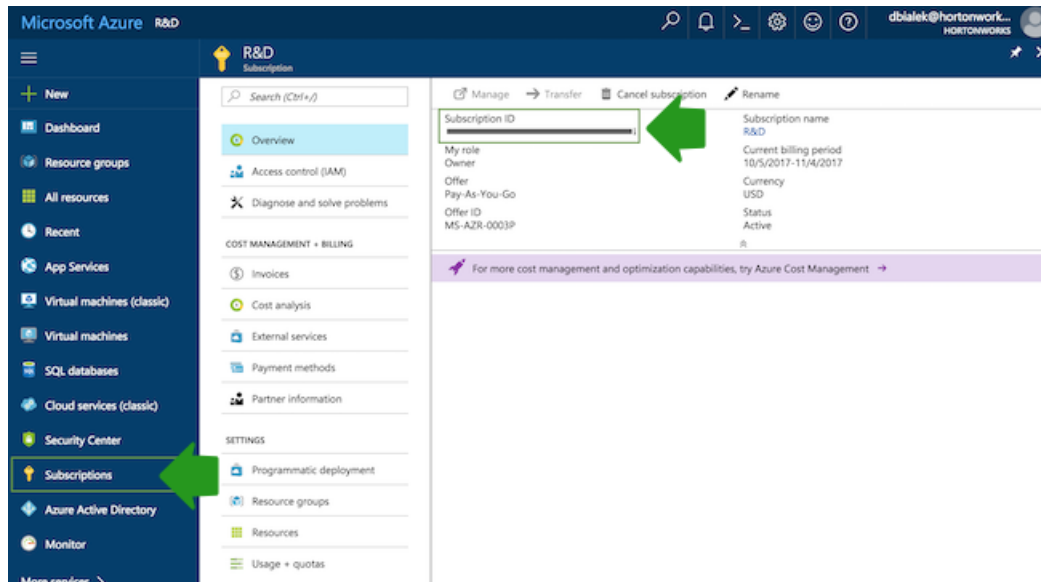 Microsoft Azure R&D
dbialek@hortonwork...
HORTONWORKS
R&D
Subscription
New
Dashboard
Resource groups
All resources
Recent
App Services
Virtual machines (classic)
Virtual machines
SQL databases
Cloud services (classic)
Security Center
Subscriptions
Azure Active Directory
Monitor
More services
Search (Ctrl+/)
Overview
Access control (IAM)
Diagnose and solve problems
COST MANAGEMENT + BILLING
Invoices
Cost analysis
External services
Payment methods
Partner information
SETTINGS
Programmatic deployment
Resource groups
Resources
Usage + quotas
Manage Transfer Cancel subscription Rename
Subscription ID
My role
Owner
Offer
Pay-As-You-Go
Offer ID
MS-AZR-0003P
Subscription name
R&D
Current billing period
10/5/2017-11/4/2017
Currency
USD
Status
Active
For more cost management and optimization capabilities, try Azure Cost Management →